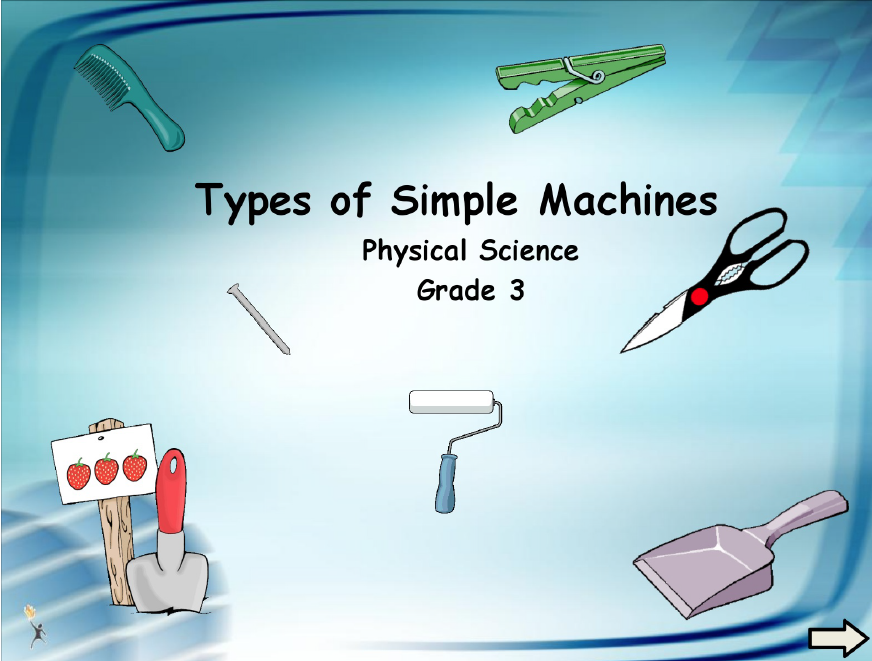 Types of Simple Machines
Physical Science
Grade 3